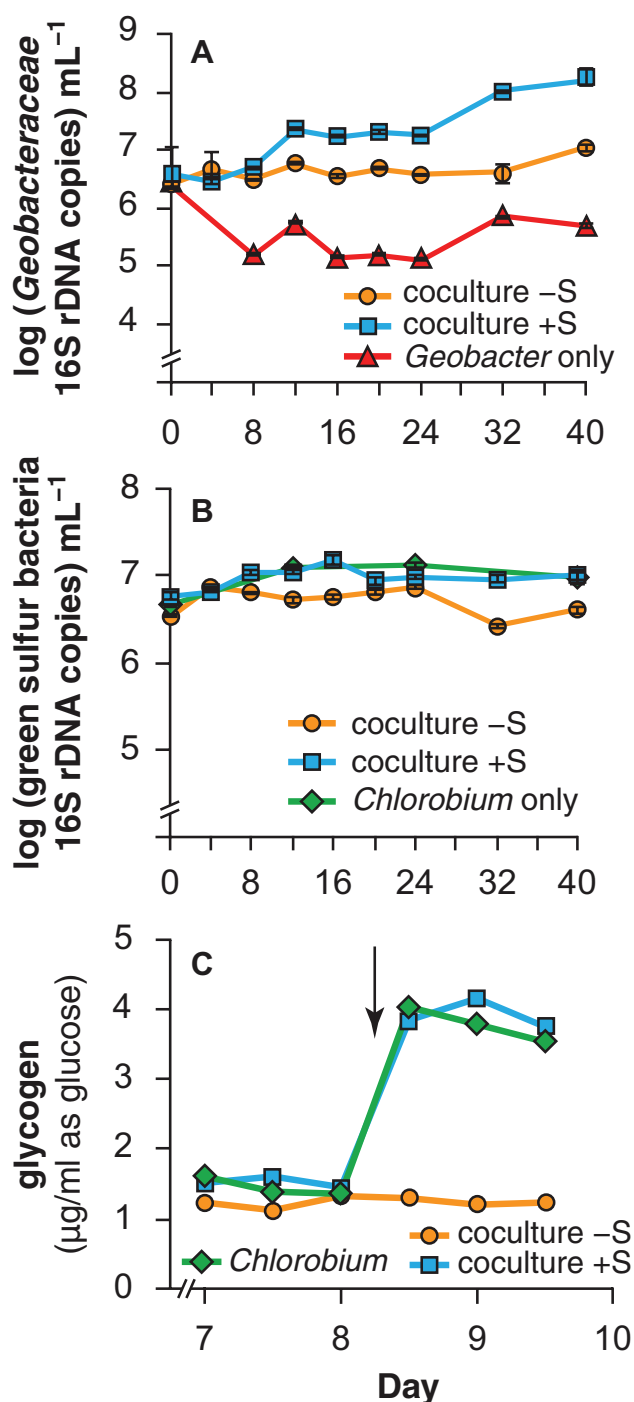 log (Geobacteraceae
16S rDNA copies) mL⁻¹
A
9
8
7
6
5
4
coculture –S
coculture +S
Geobacter only
0 8 16 24 32 40
log (green sulfur bacteria
16S rDNA copies) mL⁻¹
B
8
7
6
5
coculture –S
coculture +S
Chlorobium only
0 8 16 24 32 40
glycogen
(µg/ml as glucose)
C
5
4
3
2
1
0
coculture –S
Chlorobium
coculture +S
7 8 9 10
Day